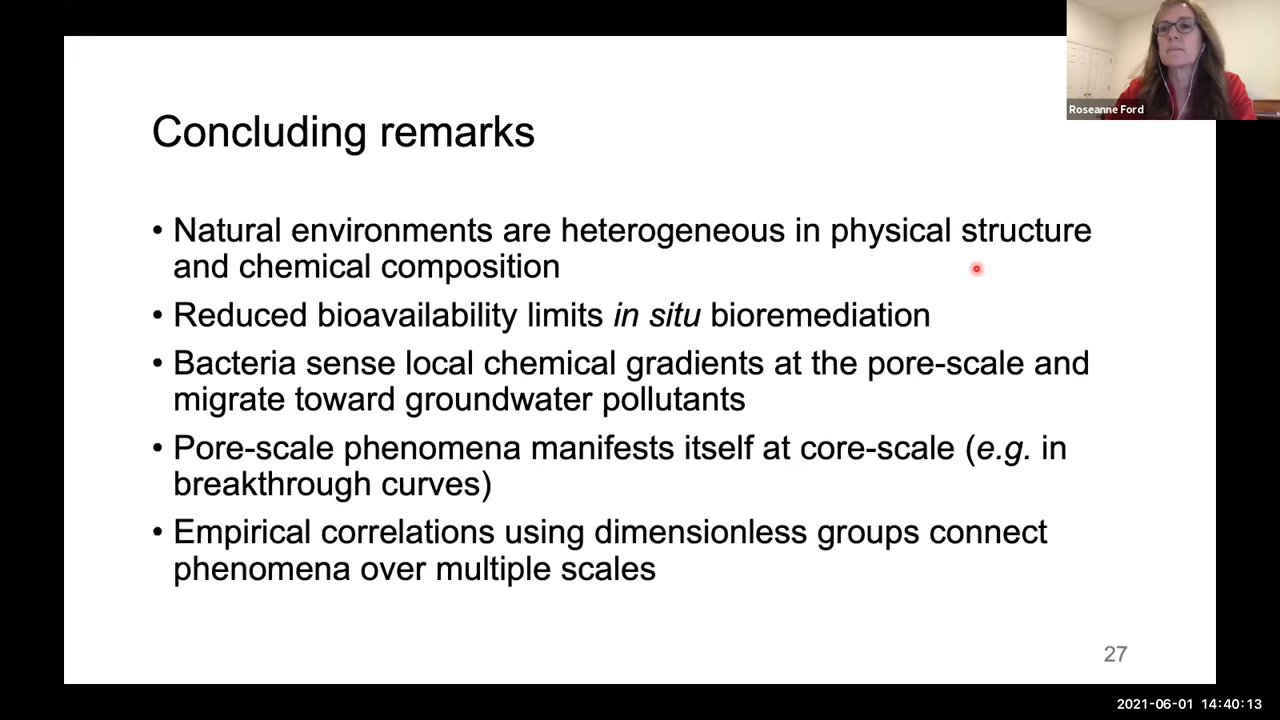 Roseanne Ford
Concluding remarks
• Natural environments are heterogeneous in physical structure
and chemical composition
• Reduced bioavailability limits in situ bioremediation
• Bacteria sense local chemical gradients at the pore-scale and
migrate toward groundwater pollutants
• Pore-scale phenomena manifests itself at core-scale (e.g. in
breakthrough curves)
• Empirical correlations using dimensionless groups connect
phenomena over multiple scales
27
2021-06-01 14:40:13